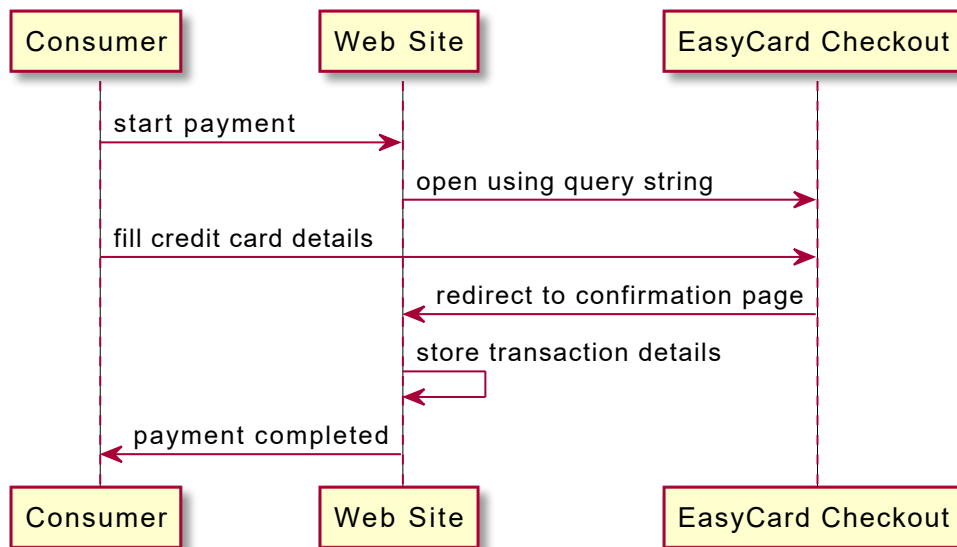 Consumer
Web Site
EasyCard Checkout
start payment
open using query string
fill credit card details
redirect to confirmation page
store transaction details
payment completed
Consumer
Web Site
EasyCard Checkout